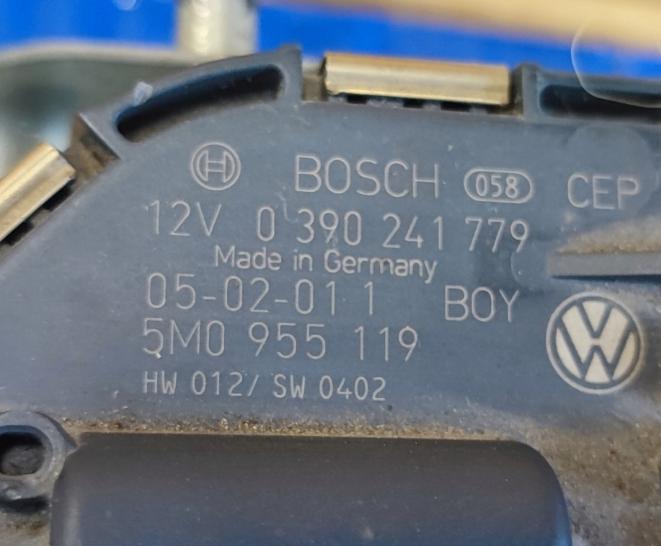 BOSCH 058 CEP
12V 0 390 241 779
Made in Germany
05-02-01 1 BOY
5M0 955 119
HW 012/ SW 0402